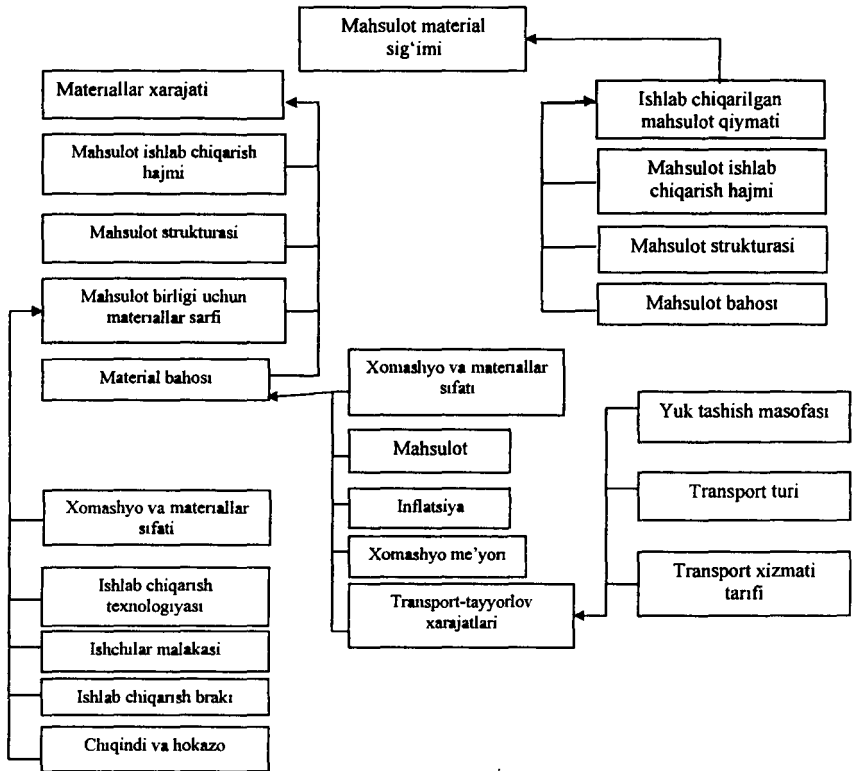 Mahsulot material
sig‘imi
Materiallar xarajati
Mahsulot ishlab chiqarish
hajmi
Mahsulot strukturasi
Mahsulot birligi uchun
materiallar sarfi
Material bahosi
Xomashyo va materiallar
sifati
Ishlab chiqarish
texnologiyasi
Ishchilar malakasi
Ishlab chiqarish braki
Chiqindi va hokazo
Xomashyo va materiallar
sifati
Mahsulot
Inflatsiya
Xomashyo me’yori
Transport-tayyorlov
xarajatlari
Ishlab chiqarilgan
mahsulot qiymati
Mahsulot ishlab
chiqarish hajmi
Mahsulot strukturasi
Mahsulot bahosi
Yuk tashish masofasi
Transport turi
Transport xizmati
tarifi